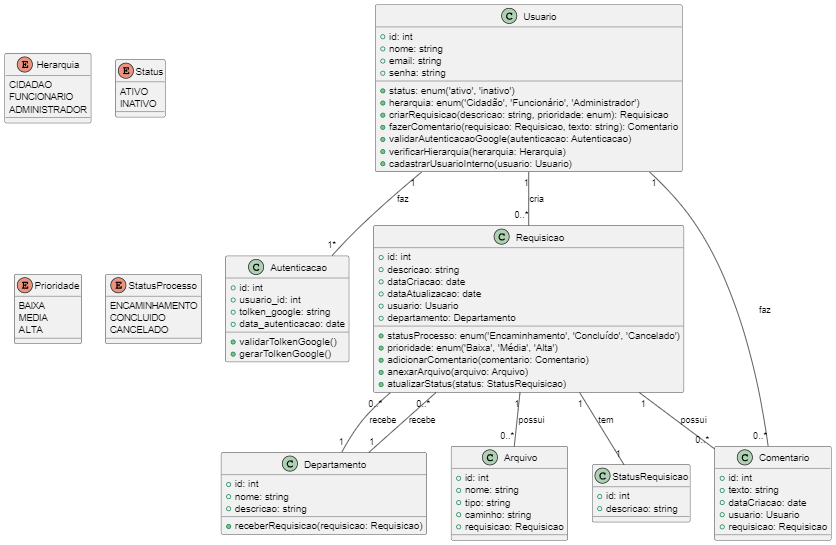 C Usuario
id: int
nome: string
email: string
senha: string
status: enum('ativo', 'inativo')
herarquia: enum('Cidadão', 'Funcionário', 'Administrador')
criarRequisicao(descricao: string, prioridade: enum): Requisicao
fazerComentario(requisicao: Requisicao, texto: string): Comentario
validarAutenticacaoGoogle(autenticacao: Autenticacao)
verificarHierarquia(herarquia: Herarquia)
cadastrarUsuarioInterno(usuario: Usuario)
E Herarquia
CIDADAO
FUNCIONARIO
ADMINISTRADOR
E Status
ATIVO
INATIVO
1
faz
1*
1
cria
0..*
1
faz
0..*
C Autenticacao
id: int
usuario_id: int
tolken_google: string
data_autenticacao: date
validarTolkenGoogle()
gerarTolkenGoogle()
C Requisicao
id: int
descricao: string
dataCriacao: date
dataAtualizacao: date
usuario: Usuario
departamento: Departamento
statusProcesso: enum('Encaminhamento', 'Concluído', 'Cancelado')
prioridade: enum('Baixa', 'Média', 'Alta')
adicionarComentario(comentario: Comentario)
anexarArquivo(arquivo: Arquivo)
atualizarStatus(status: StatusRequisicao)
E Prioridade
BAIXA
MEDIA
ALTA
E StatusProcesso
ENCAMINHAMENTO
CONCLUIDO
CANCELADO
0..*
recebe
1
0..*
recebe
1
1
possui
0..*
1
tem
1
1
possui
0..*
C Departamento
id: int
nome: string
descricao: string
receberRequisicao(requisicao: Requisicao)
C Arquivo
id: int
nome: string
tipo: string
caminho: string
requisicao: Requisicao
C StatusRequisicao
id: int
descricao: string
C Comentario
id: int
texto: string
dataCriacao: date
usuario: Usuario
requisicao: Requisicao